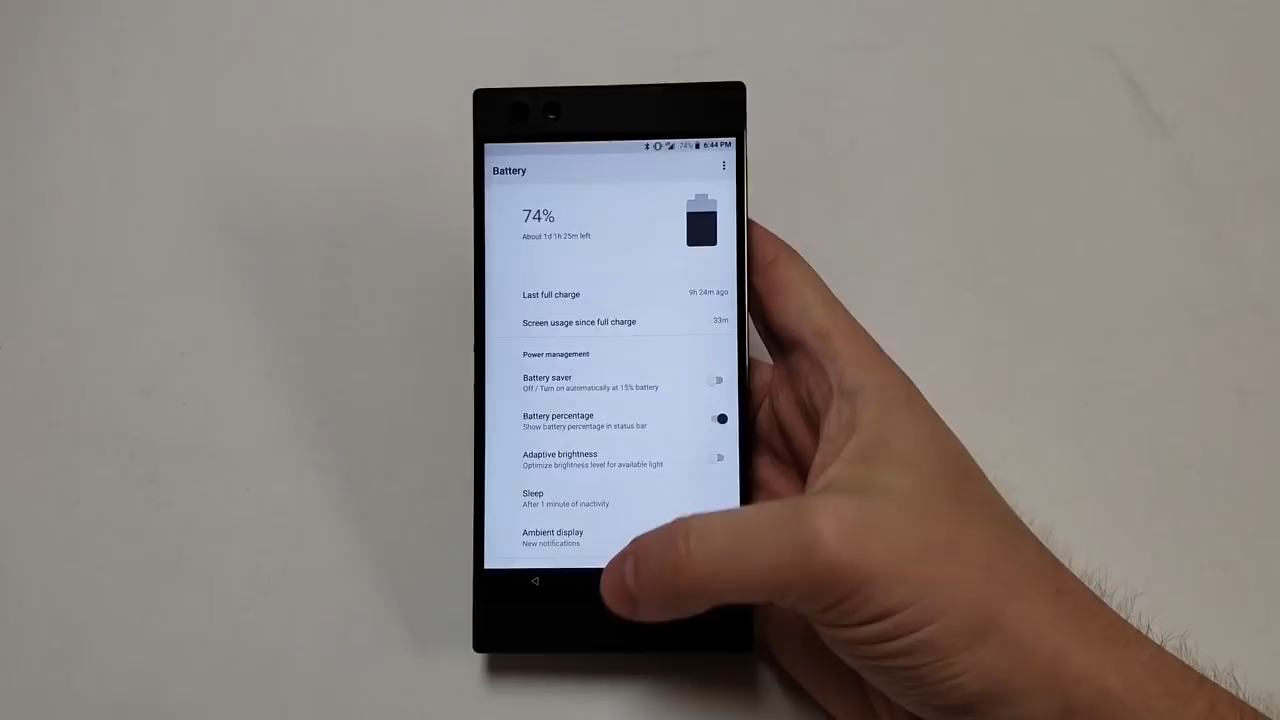 74% 6:44 PM
Battery
74%
About 1d 1h 25m left
Last full charge
9h 24m ago
Screen usage since full charge
33m
Power management
Battery saver
Off / Turn on automatically at 15% battery
Battery percentage
Show battery percentage in status bar
Adaptive brightness
Optimize brightness level for available light
Sleep
After 1 minute of inactivity
Ambient display
New notifications